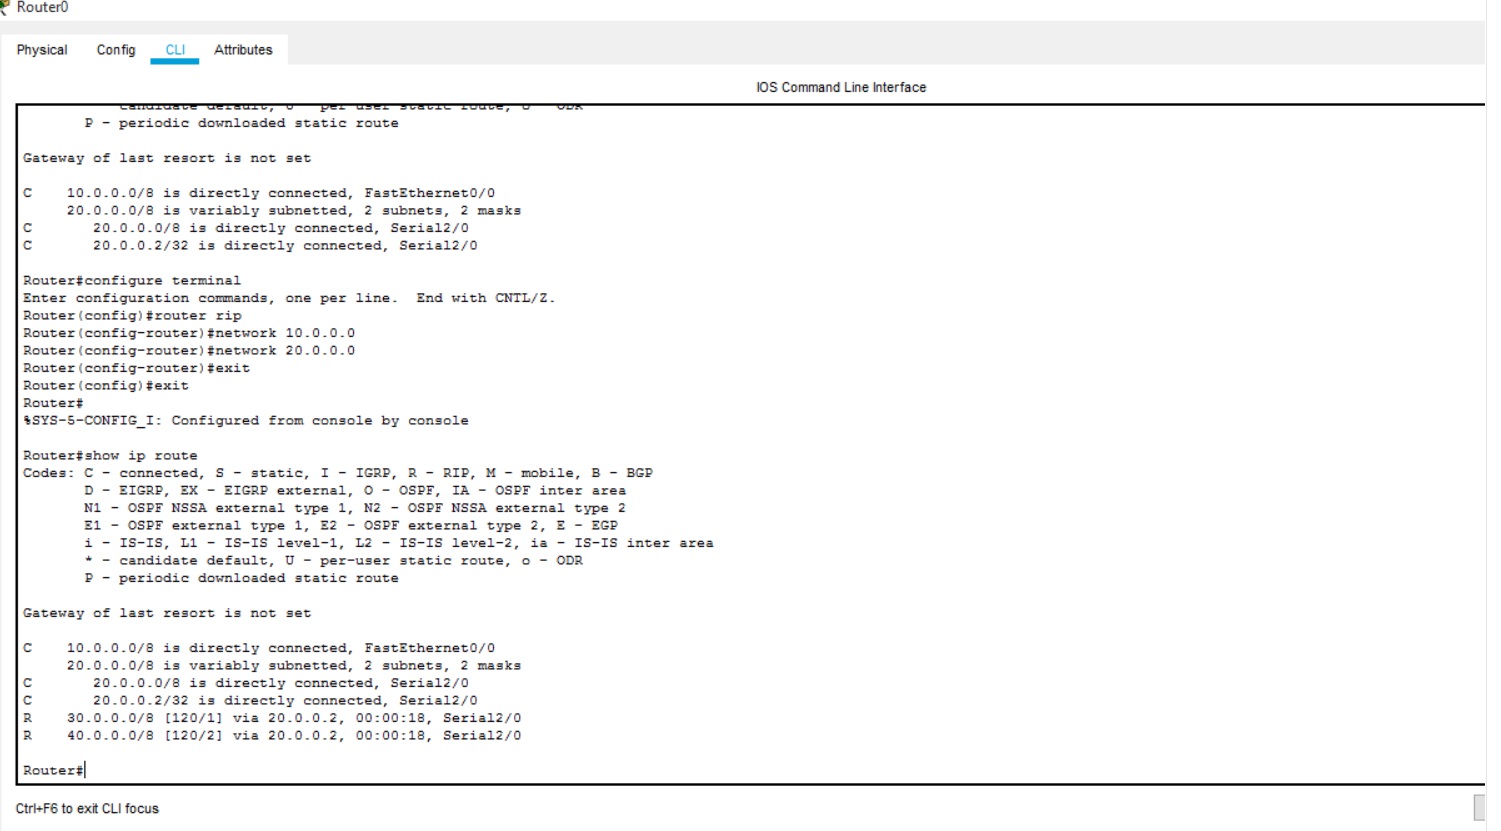 Router0
Physical Config CLI Attributes
IOS Command Line Interface
candidate default, U - per-user static route, o - ODR
P - periodic downloaded static route
Gateway of last resort is not set
C    10.0.0.0/8 is directly connected, FastEthernet0/0
     20.0.0.0/8 is variably subnetted, 2 subnets, 2 masks
C       20.0.0.0/8 is directly connected, Serial2/0
C       20.0.0.2/32 is directly connected, Serial2/0
Router#configure terminal
Enter configuration commands, one per line.  End with CNTL/Z.
Router(config)#router rip
Router(config-router)#network 10.0.0.0
Router(config-router)#network 20.0.0.0
Router(config-router)#exit
Router(config)#exit
Router#
%SYS-5-CONFIG_I: Configured from console by console
Router#show ip route
Codes: C - connected, S - static, I - IGRP, R - RIP, M - mobile, B - BGP
       D - EIGRP, EX - EIGRP external, O - OSPF, IA - OSPF inter area
       N1 - OSPF NSSA external type 1, N2 - OSPF NSSA external type 2
       E1 - OSPF external type 1, E2 - OSPF external type 2, E - EGP
       i - IS-IS, L1 - IS-IS level-1, L2 - IS-IS level-2, ia - IS-IS inter area
       * - candidate default, U - per-user static route, o - ODR
       P - periodic downloaded static route
Gateway of last resort is not set
C    10.0.0.0/8 is directly connected, FastEthernet0/0
     20.0.0.0/8 is variably subnetted, 2 subnets, 2 masks
C       20.0.0.0/8 is directly connected, Serial2/0
C       20.0.0.2/32 is directly connected, Serial2/0
R    30.0.0.0/8 [120/1] via 20.0.0.2, 00:00:18, Serial2/0
R    40.0.0.0/8 [120/2] via 20.0.0.2, 00:00:18, Serial2/0
Router#
Ctrl+F6 to exit CLI focus